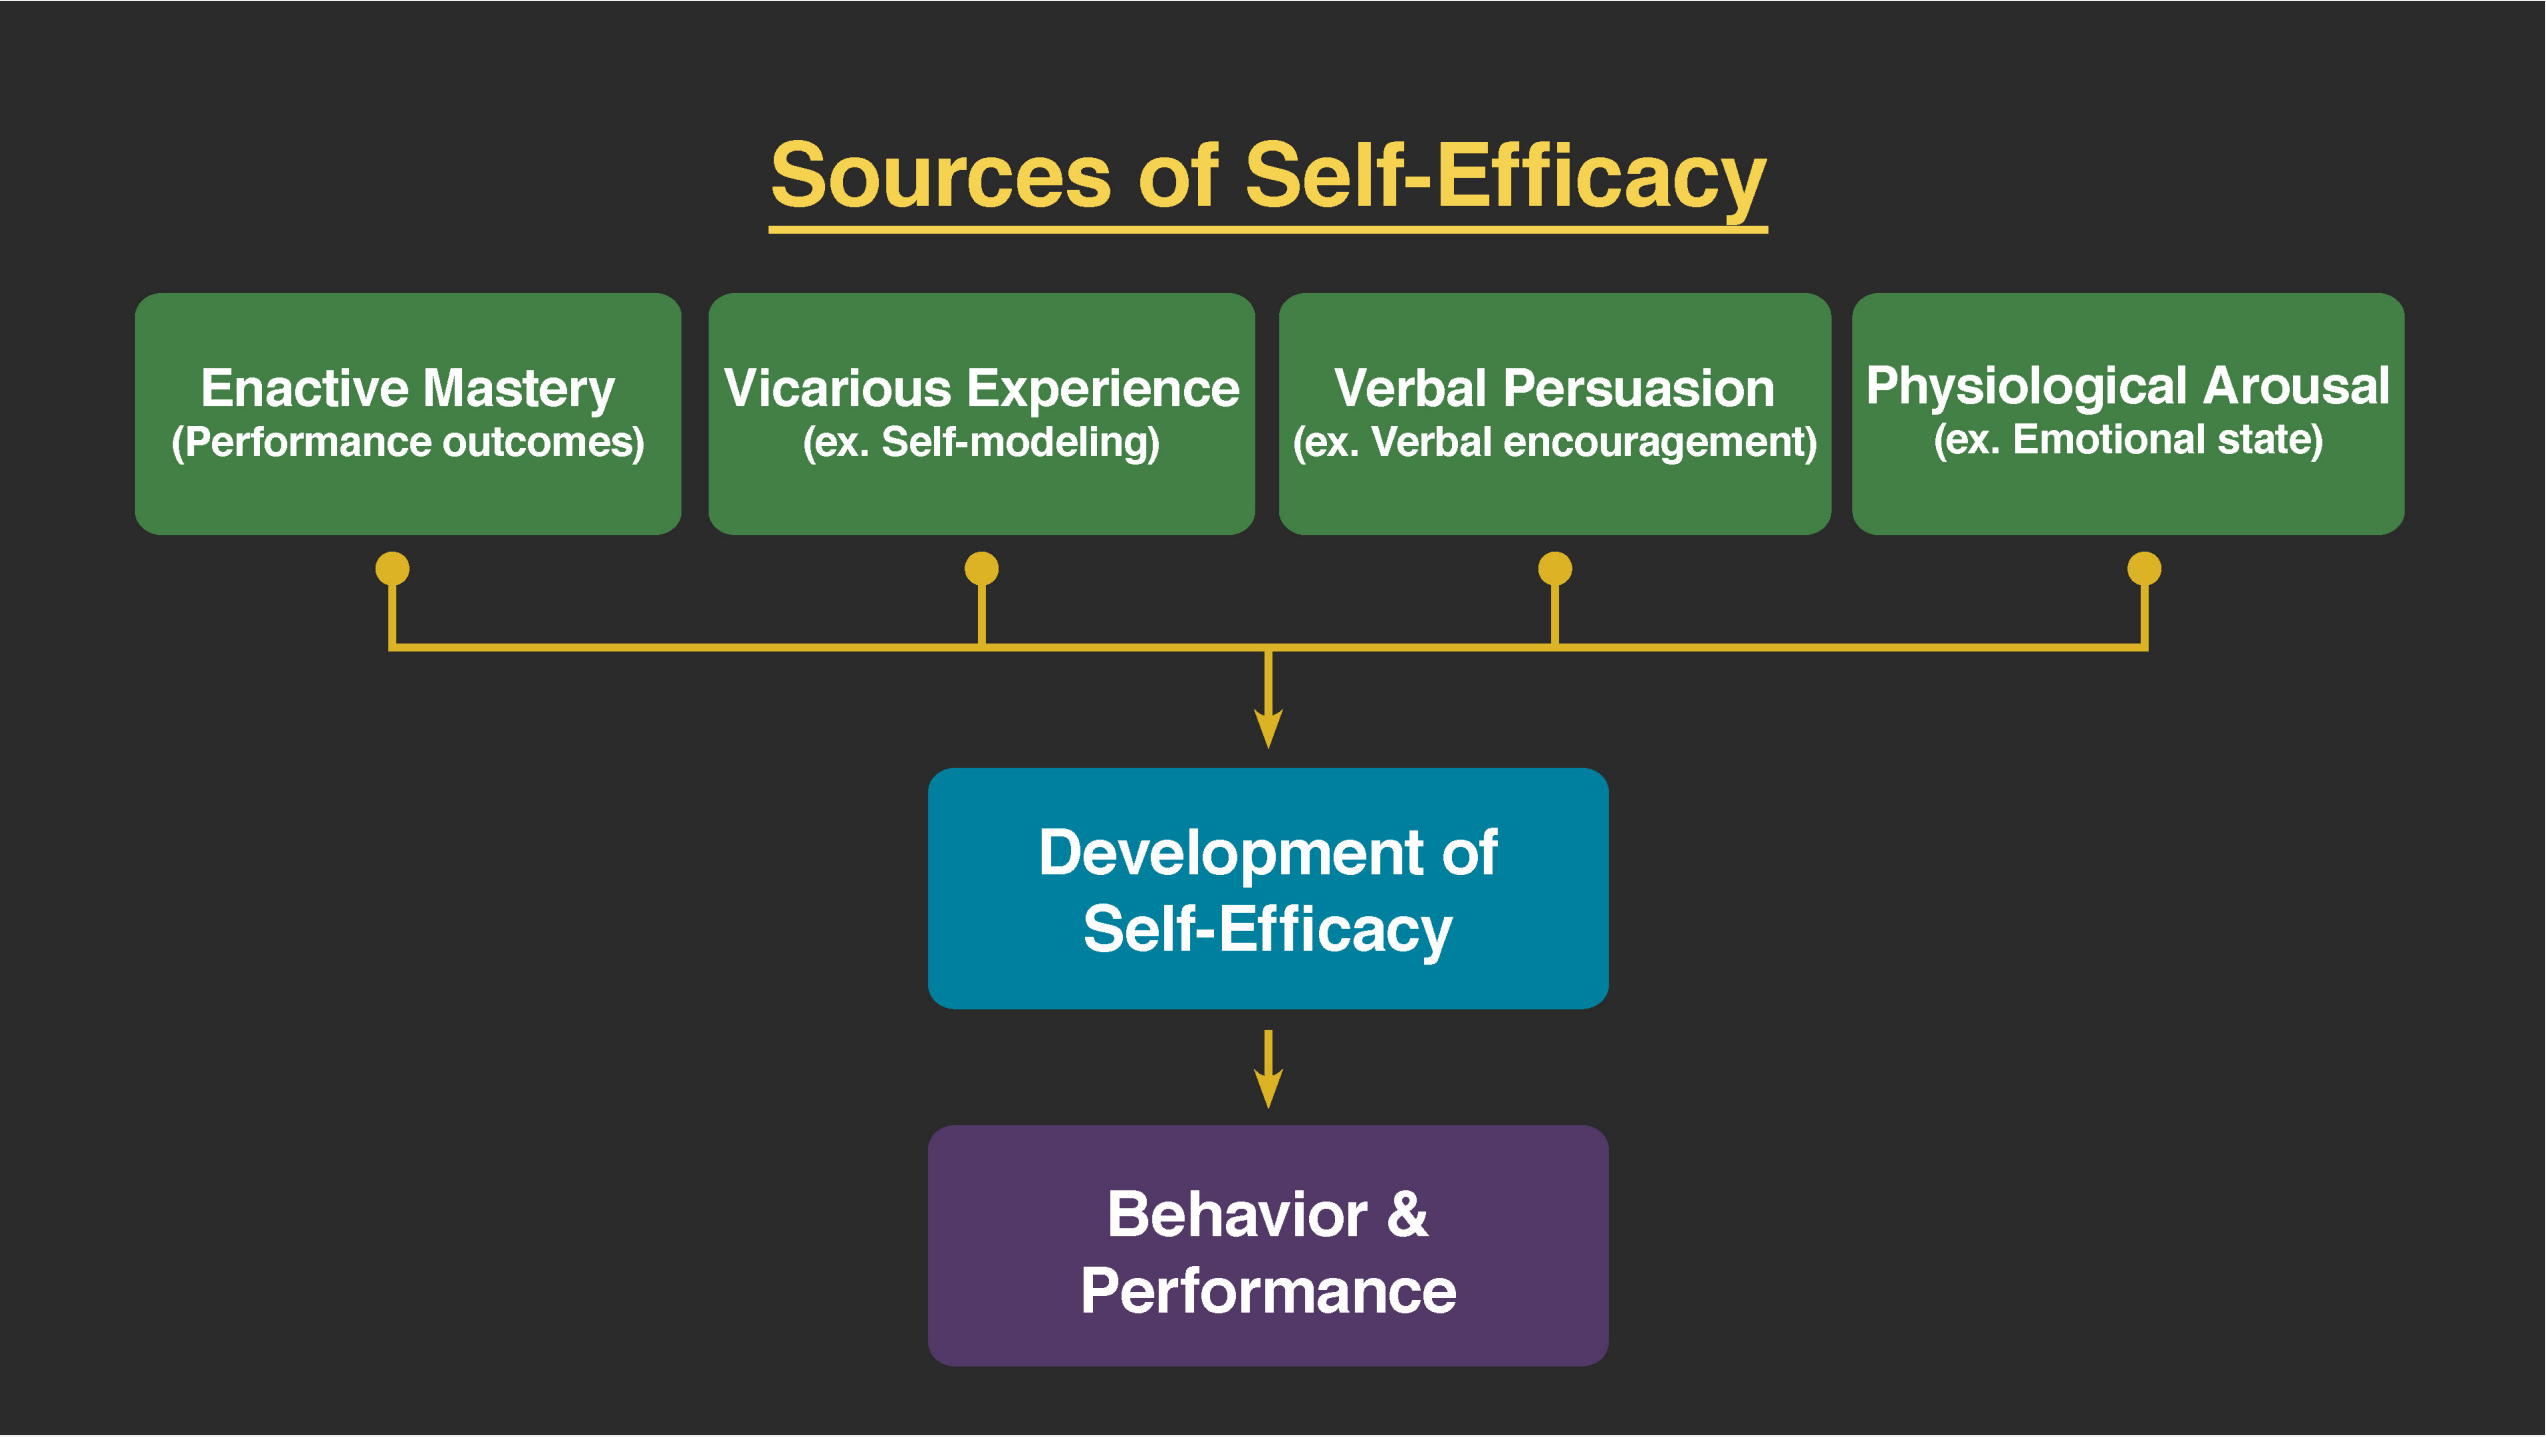 Sources of Self-Efficacy
Enactive Mastery
(Performance outcomes)
Vicarious Experience
(ex. Self-modeling)
Verbal Persuasion
(ex. Verbal encouragement)
Physiological Arousal
(ex. Emotional state)
Development of
Self-Efficacy
Behavior &
Performance